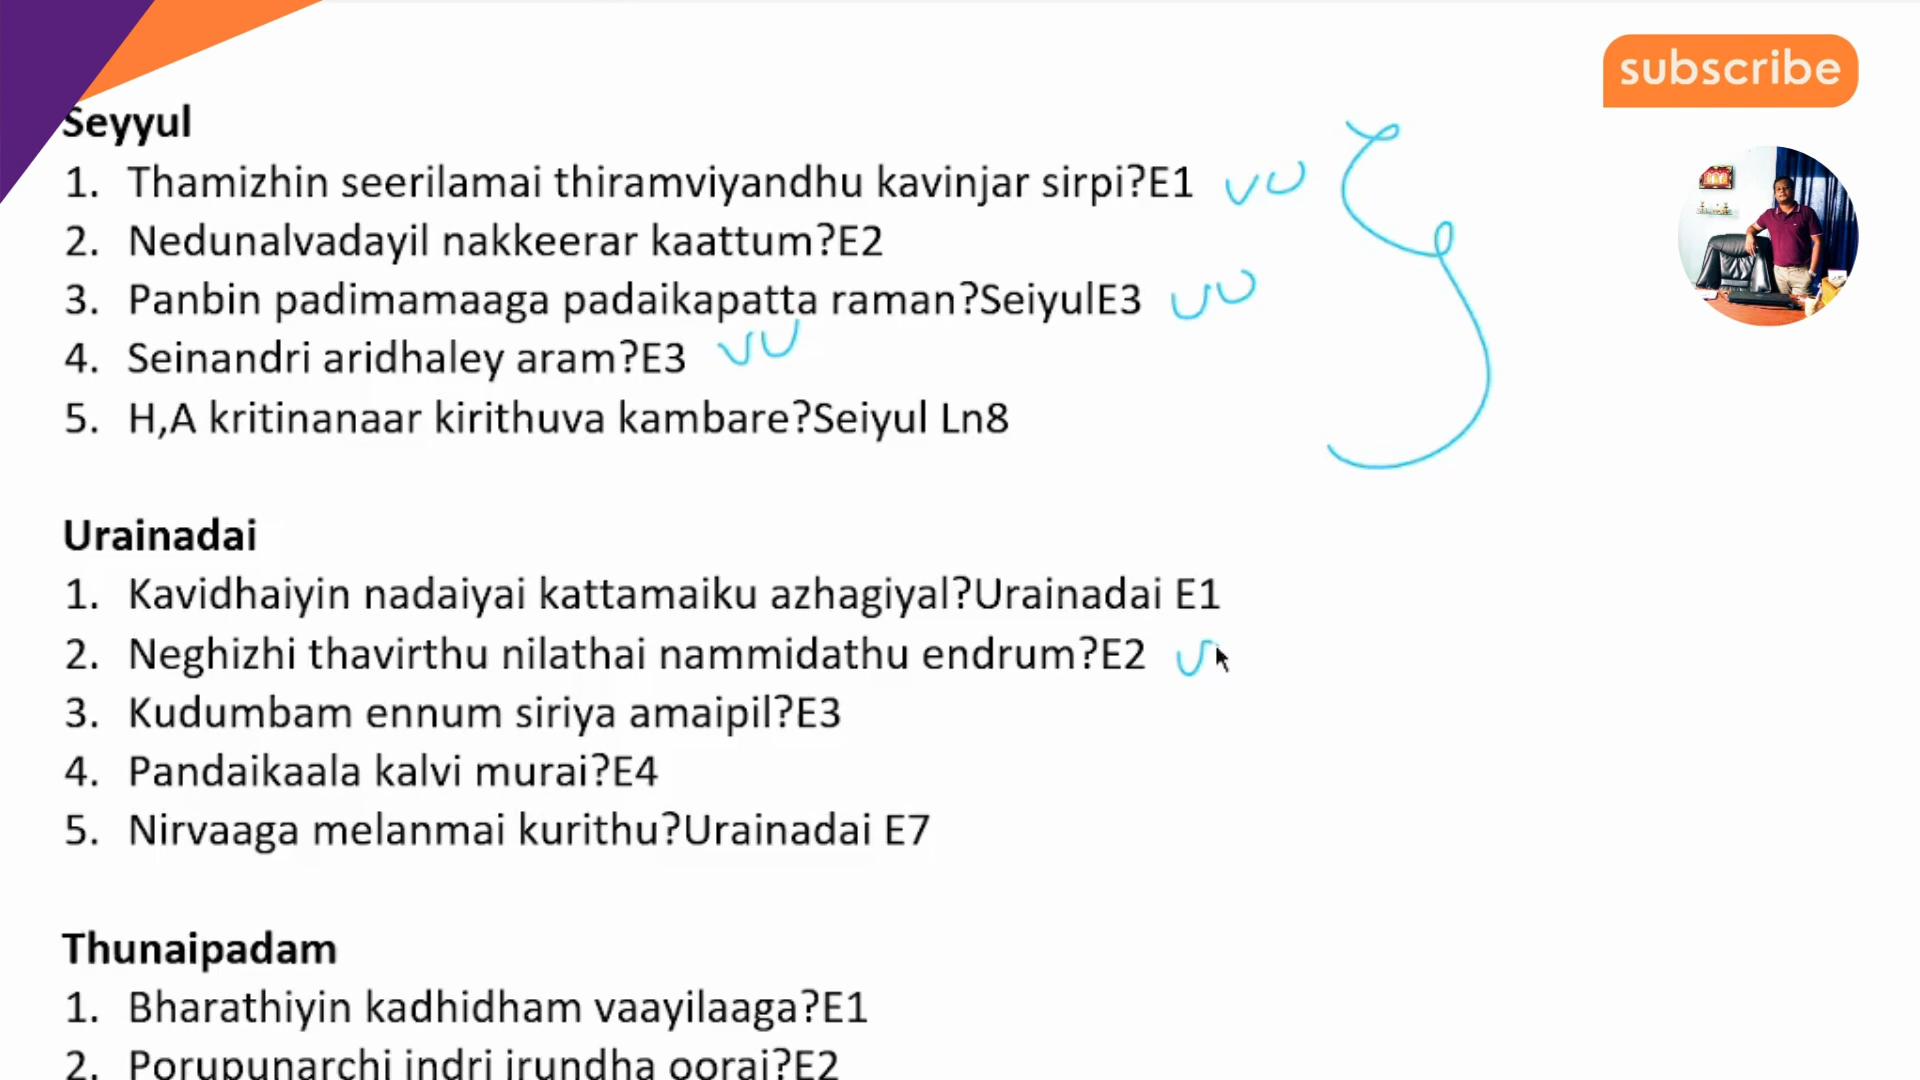 subscribe
Seyyul
1. Thamizhin seerilamai thiramviyandhu kavinjar sirpi?E1
2. Nedunalvadayil nakkeerar kaattum?E2
3. Panbin padimamaaga padaikapatta raman?SeiyulE3
4. Seinandri aridhaley aram?E3
5. H,A kritinanaar kirithuva kambare?Seiyul Ln8
Urainadai
1. Kavidhaiyin nadaiyai kattamaiku azhagiyal?Urainadai E1
2. Neghizhi thavirthu nilathai nammidathu endrum?E2
3. Kudumbam ennum siriya amaipil?E3
4. Pandaikaala kalvi murai?E4
5. Nirvaaga melanmai kurithu?Urainadai E7
Thunaipadam
1. Bharathiyin kadhidham vaayilaaga?E1
2. Porupunarchi indri irundha oorai?E2